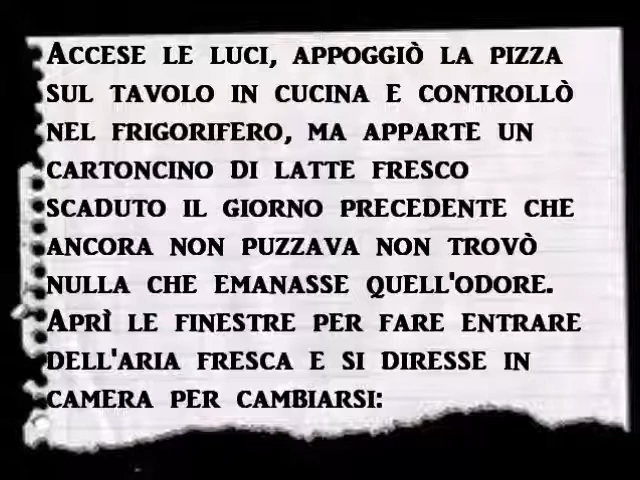 Accese le luci, appoggiò la pizza
sul tavolo in cucina e controllò
nel frigorifero, ma apparte un
cartoncino di latte fresco
scaduto il giorno precedente che
ancora non puzzava non trovò
nulla che emanasse quell'odore.
Aprì le finestre per fare entrare
dell'aria fresca e si diresse in
camera per cambiarsi: